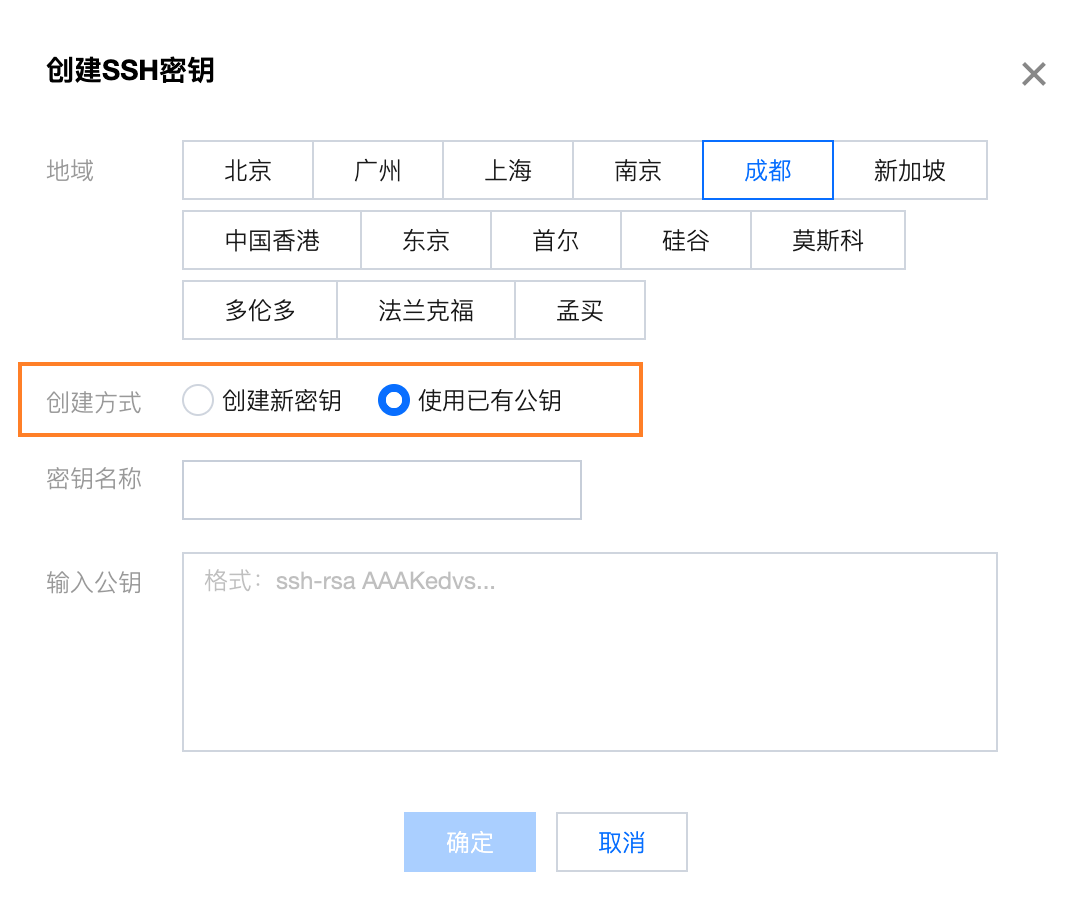 创建SSH密钥
地域 北京 广州 上海 南京 成都 新加坡
中国香港 东京 首尔 硅谷 莫斯科
多伦多 法兰克福 孟买
创建方式 创建新密钥 使用已有公钥
密钥名称
输入公钥 格式：ssh-rsa AAAKedvs...
确定 取消